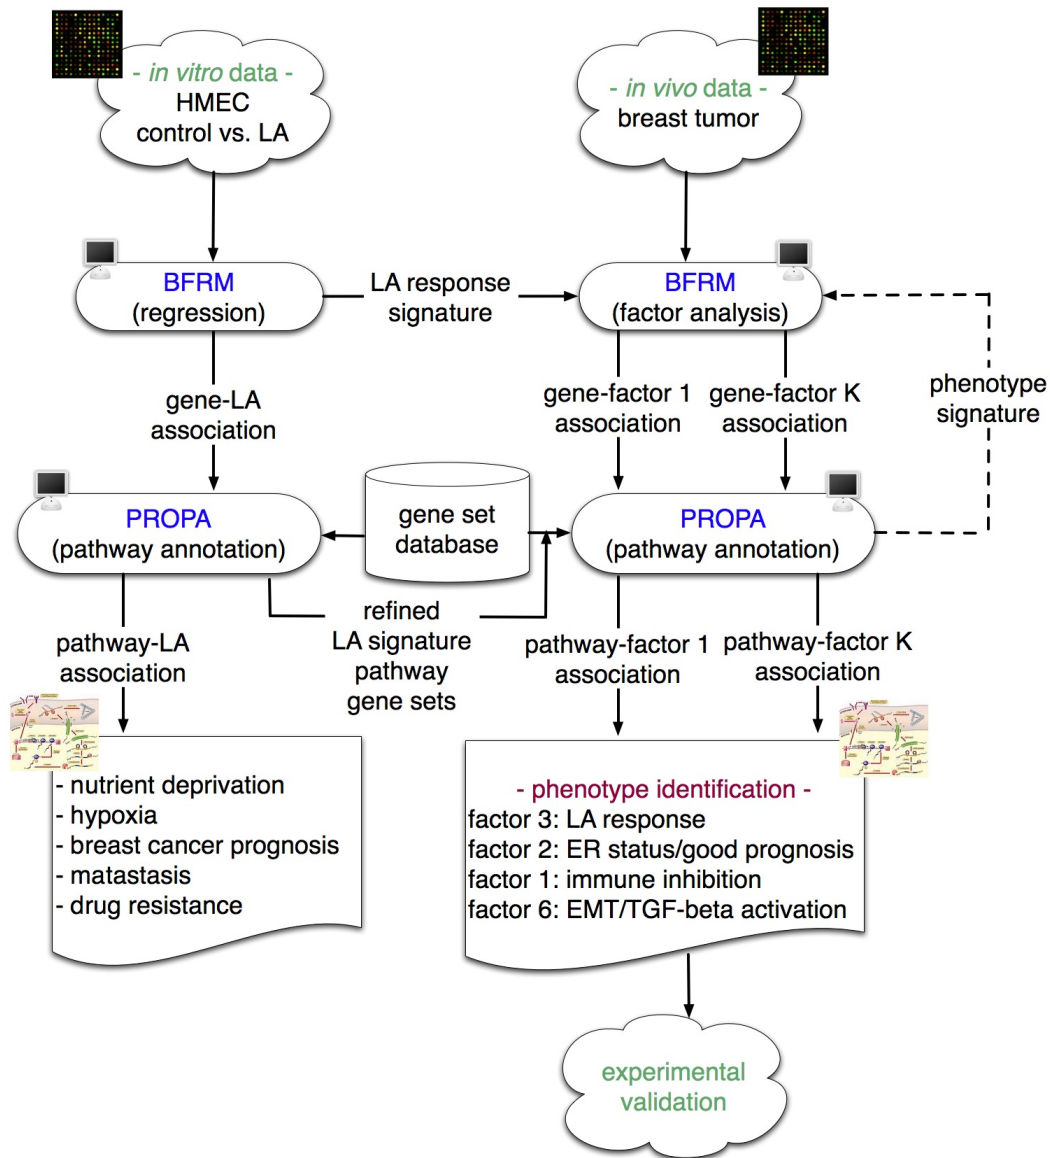 - in vitro data -
HMEC
control vs. LA
- in vivo data -
breast tumor
BFRM
(regression)
LA response
signature
BFRM
(factor analysis)
gene-LA
association
gene-factor 1
association
gene-factor K
association
phenotype
signature
PROPA
(pathway annotation)
gene set
database
PROPA
(pathway annotation)
pathway-LA
association
refined
LA signature
pathway
gene sets
pathway-factor 1
association
pathway-factor K
association
- nutrient deprivation
- hypoxia
- breast cancer prognosis
- matastasis
- drug resistance
- phenotype identification -
factor 3: LA response
factor 2: ER status/good prognosis
factor 1: immune inhibition
factor 6: EMT/TGF-beta activation
experimental
validation